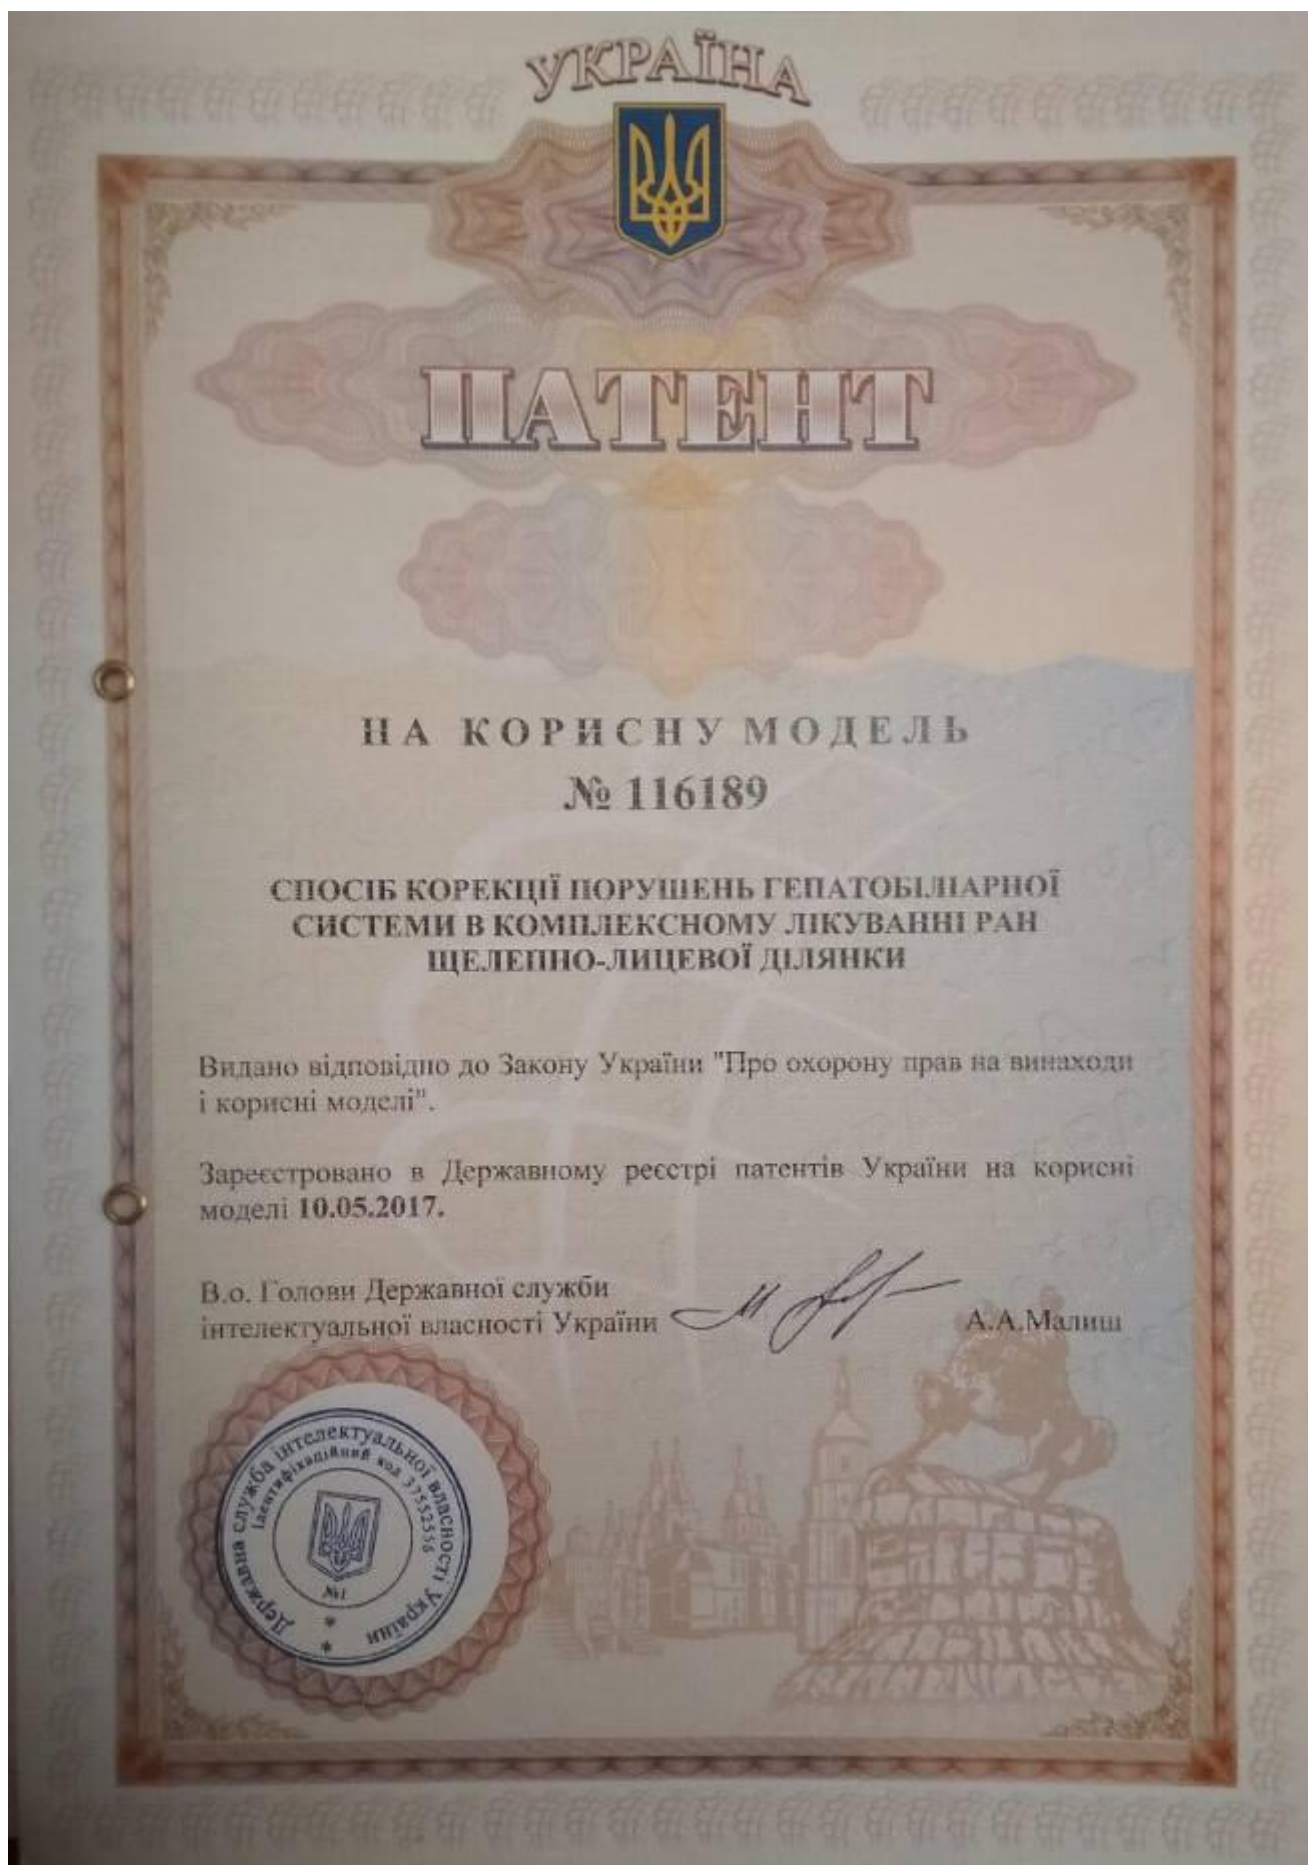 УКРАЇНА
ПАТЕНТ
НА КОРИСНУ МОДЕЛЬ
№ 116189
СПОСІБ КОРЕКЦІЇ ПОРУШЕНЬ ГЕПАТОБІЛІАРНОЇ
СИСТЕМИ В КОМПЛЕКСНОМУ ЛІКУВАННІ РАН
ЩЕЛЕПНО-ЛИЦЕВОЇ ДІЛЯНКИ
Видано відповідно до Закону України "Про охорону прав на винаходи
і корисні моделі".
Зареєстровано в Державному реєстрі патентів України на корисні
моделі 10.05.2017.
В.о. Голови Державної служби
інтелектуальної власності України
А.А.Малиш
Державна служба інтелектуальної власності України
Ідентифікаційний код
№1